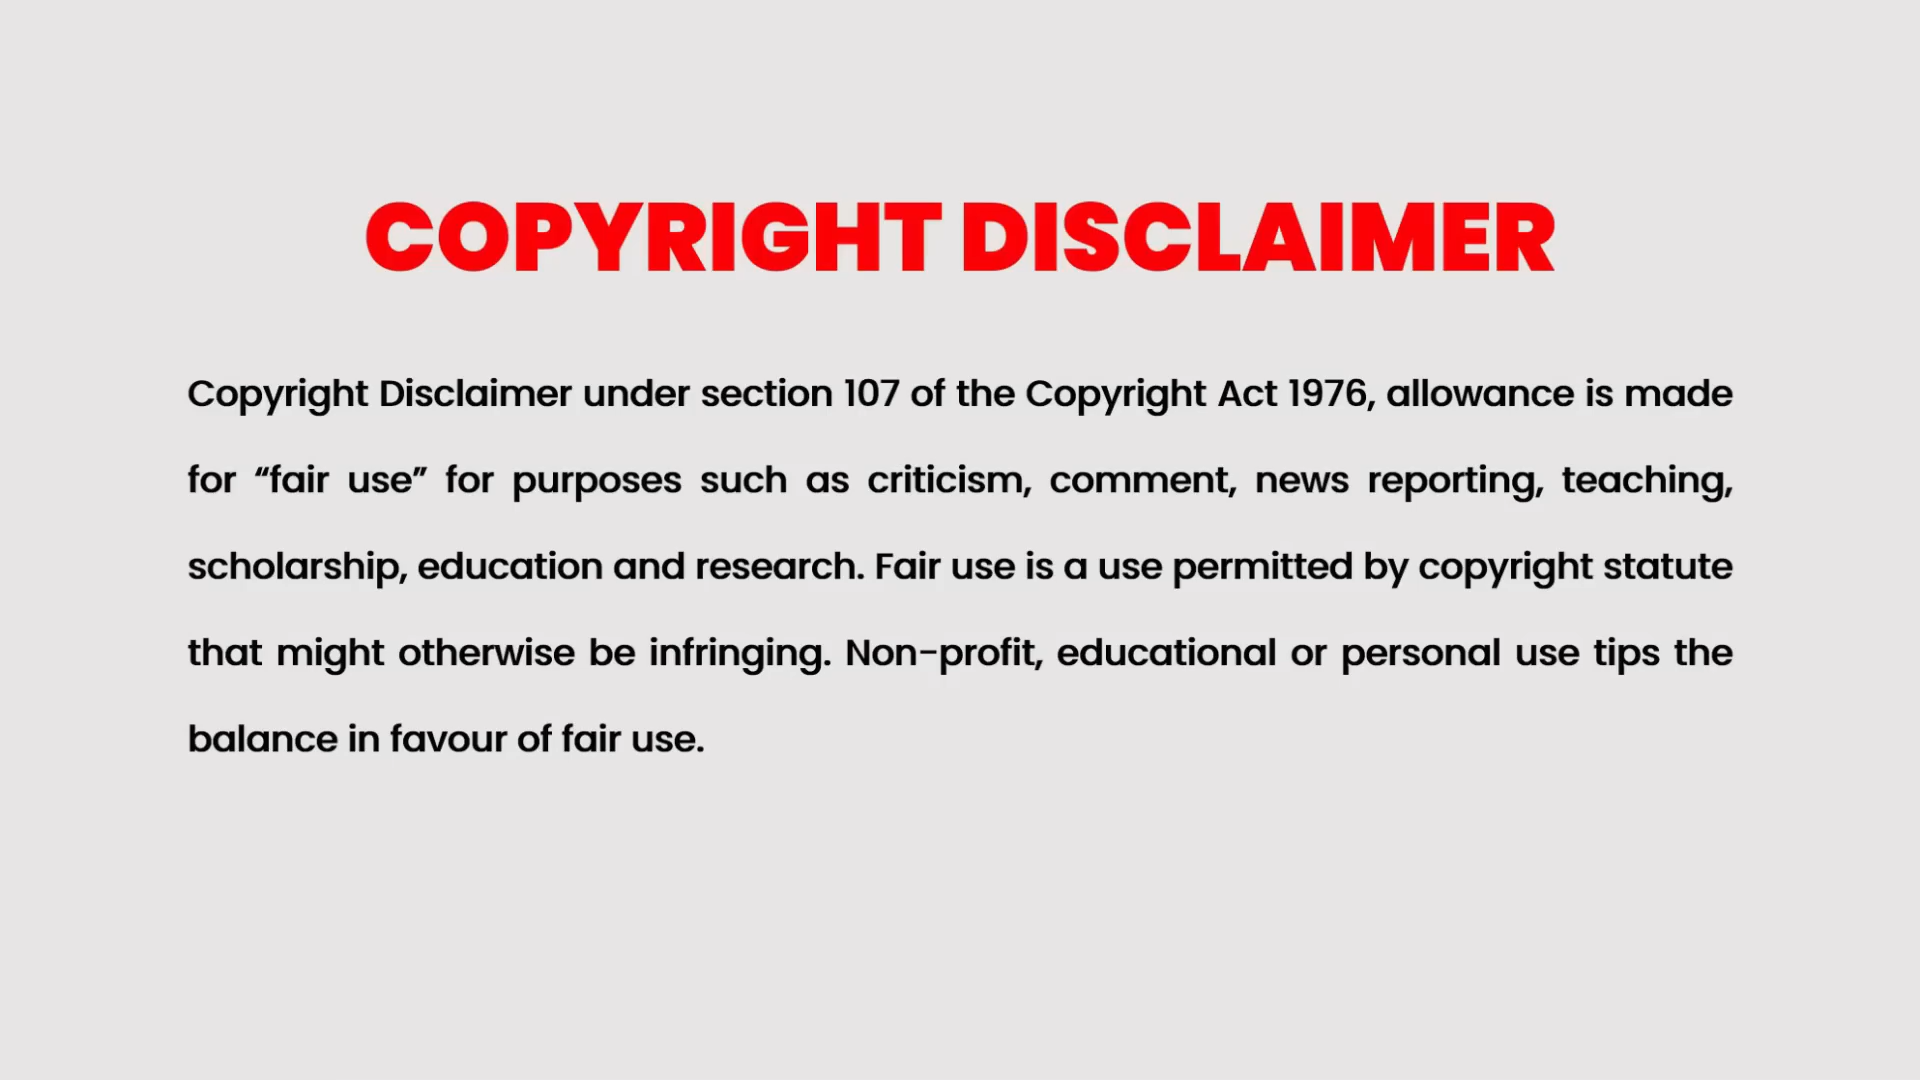 COPYRIGHT DISCLAIMER
Copyright Disclaimer under section 107 of the Copyright Act 1976, allowance is made
for “fair use” for purposes such as criticism, comment, news reporting, teaching,
scholarship, education and research. Fair use is a use permitted by copyright statute
that might otherwise be infringing. Non-profit, educational or personal use tips the
balance in favour of fair use.